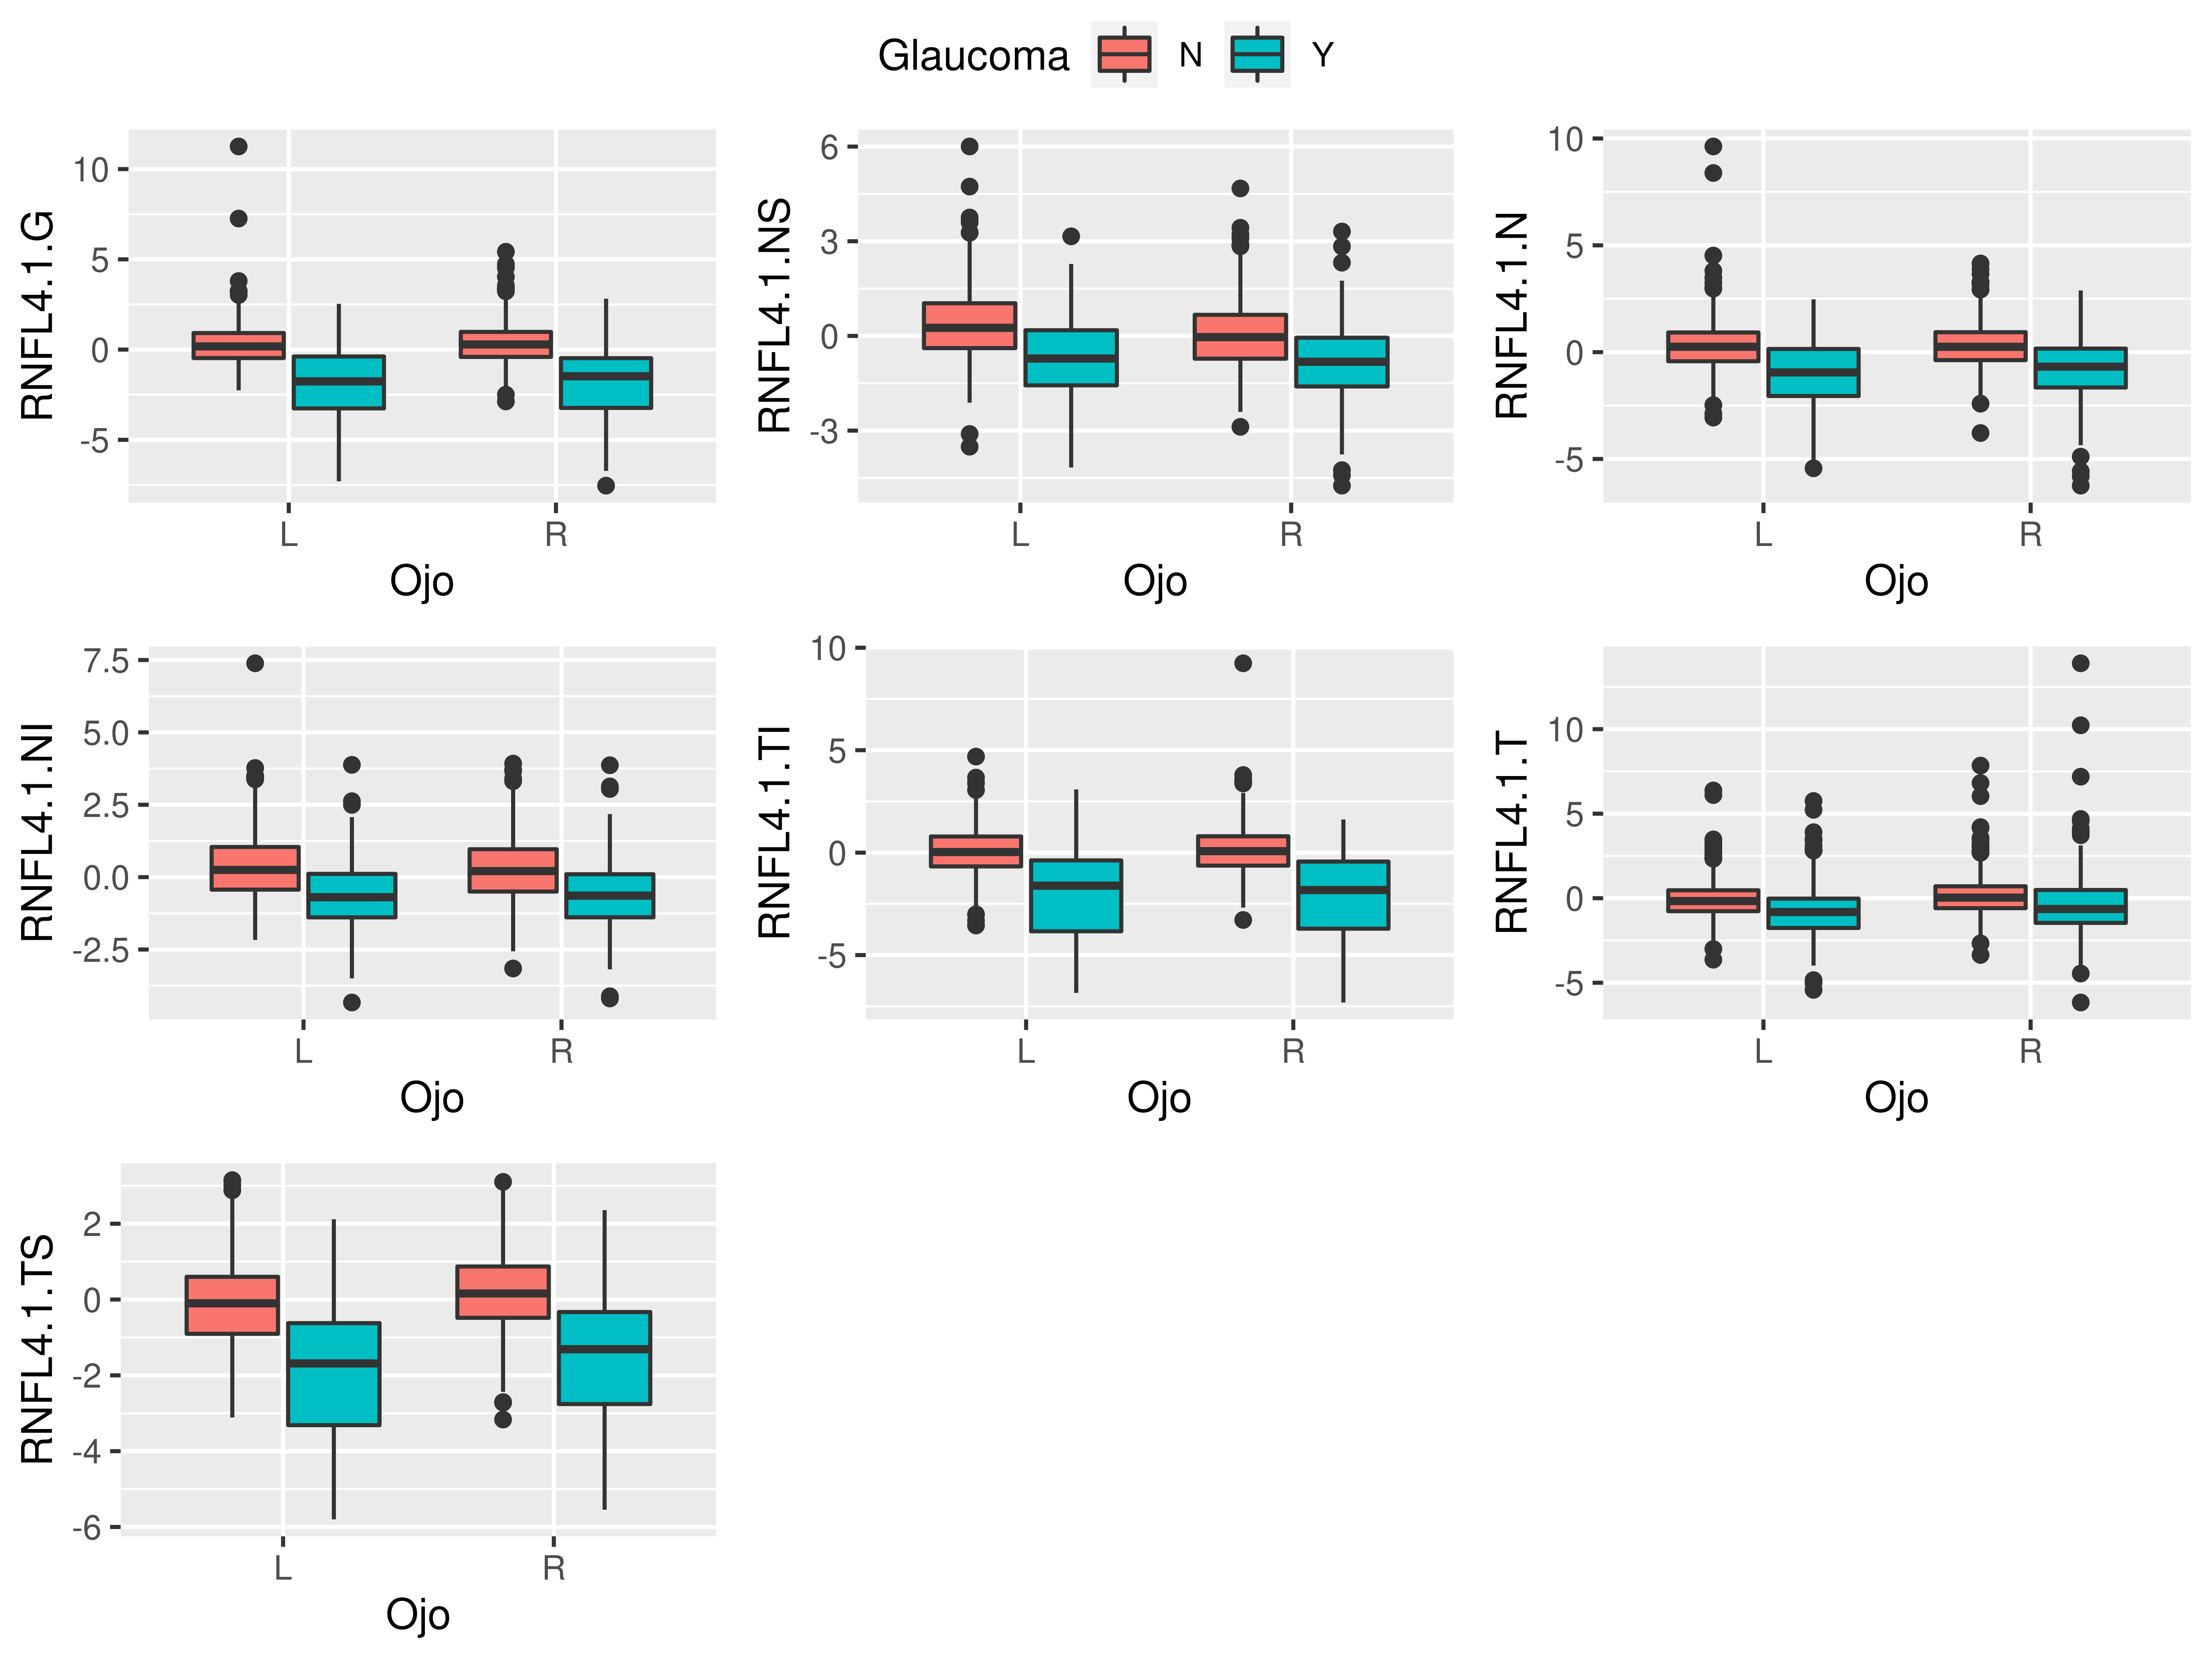 Glaucoma N Y
RNFL4.1.G
10
5
0
-5
L R
Ojo
RNFL4.1.NS
6
3
0
-3
L R
Ojo
RNFL4.1.N
10
5
0
-5
L R
Ojo
RNFL4.1.NI
7.5
5.0
2.5
0.0
-2.5
L R
Ojo
RNFL4.1.TI
10
5
0
-5
L R
Ojo
RNFL4.1.T
10
5
0
-5
L R
Ojo
RNFL4.1.TS
2
0
-2
-4
-6
L R
Ojo